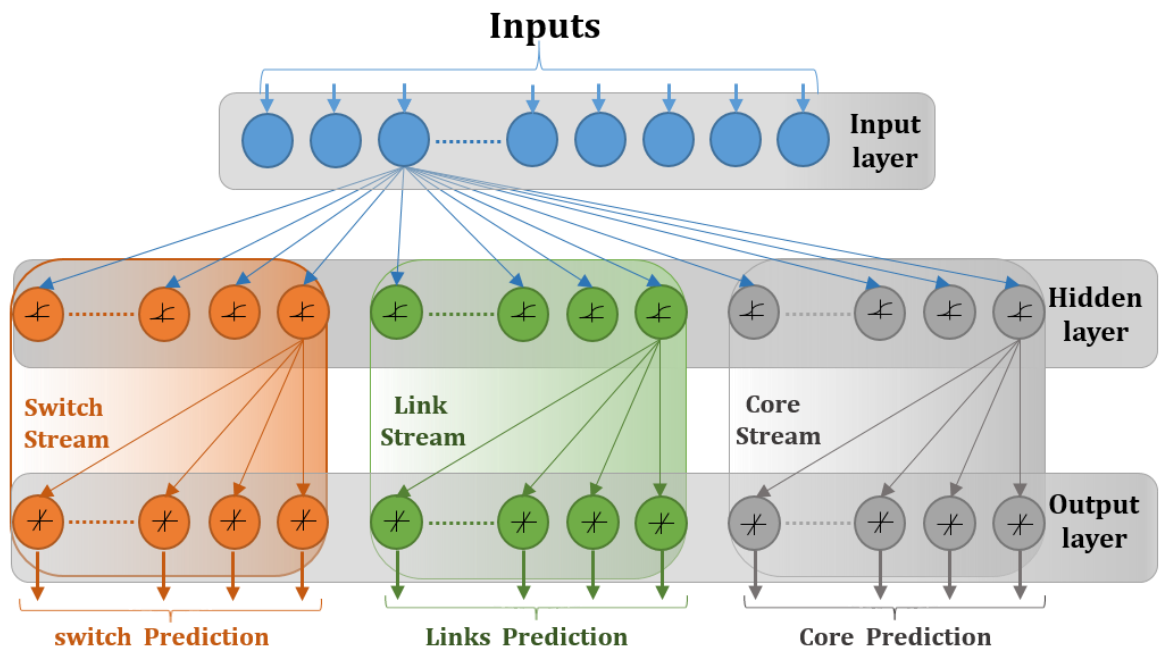 Inputs
Input
layer
Hidden
layer
Switch
Stream
Link
Stream
Core
Stream
Output
layer
switch Prediction
Links Prediction
Core Prediction